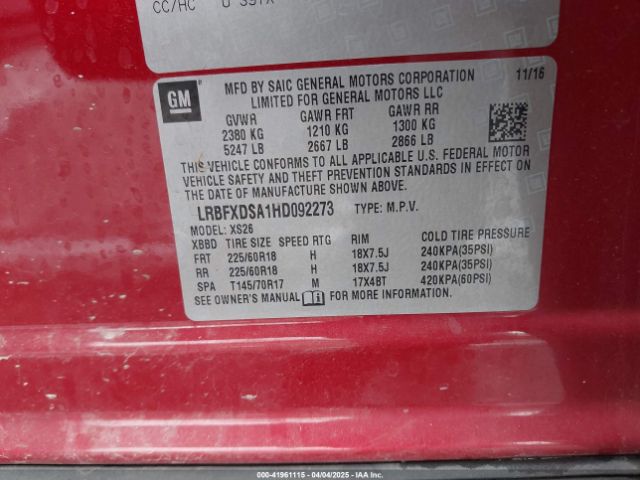 CC/HC U 391X
GM
MFD BY SAIC GENERAL MOTORS CORPORATION 11/16
LIMITED FOR GENERAL MOTORS LLC
GVWR GAWR FRT GAWR RR
2380 KG 1210 KG 1300 KG
5247 LB 2667 LB 2866 LB
THIS VEHICLE CONFORMS TO ALL APPLICABLE U.S. FEDERAL MOTOR
VEHICLE SAFETY AND THEFT PREVENTION STANDARDS IN EFFECT ON
THE DATE OF MANUFACTURE SHOWN ABOVE.
LRBFXDSA1HD092273 TYPE: M.P.V.
MODEL: XS26
XBBD TIRE SIZE SPEED RTG RIM COLD TIRE PRESSURE
FRT 225/60R18 H 18X7.5J 240KPA(35PSI)
RR 225/60R18 H 18X7.5J 240KPA(35PSI)
SPA T145/70R17 M 17X4BT 420KPA(60PSI)
SEE OWNER'S MANUAL FOR MORE INFORMATION.
000-41961115 - 04/04/2025 - IAA Inc.